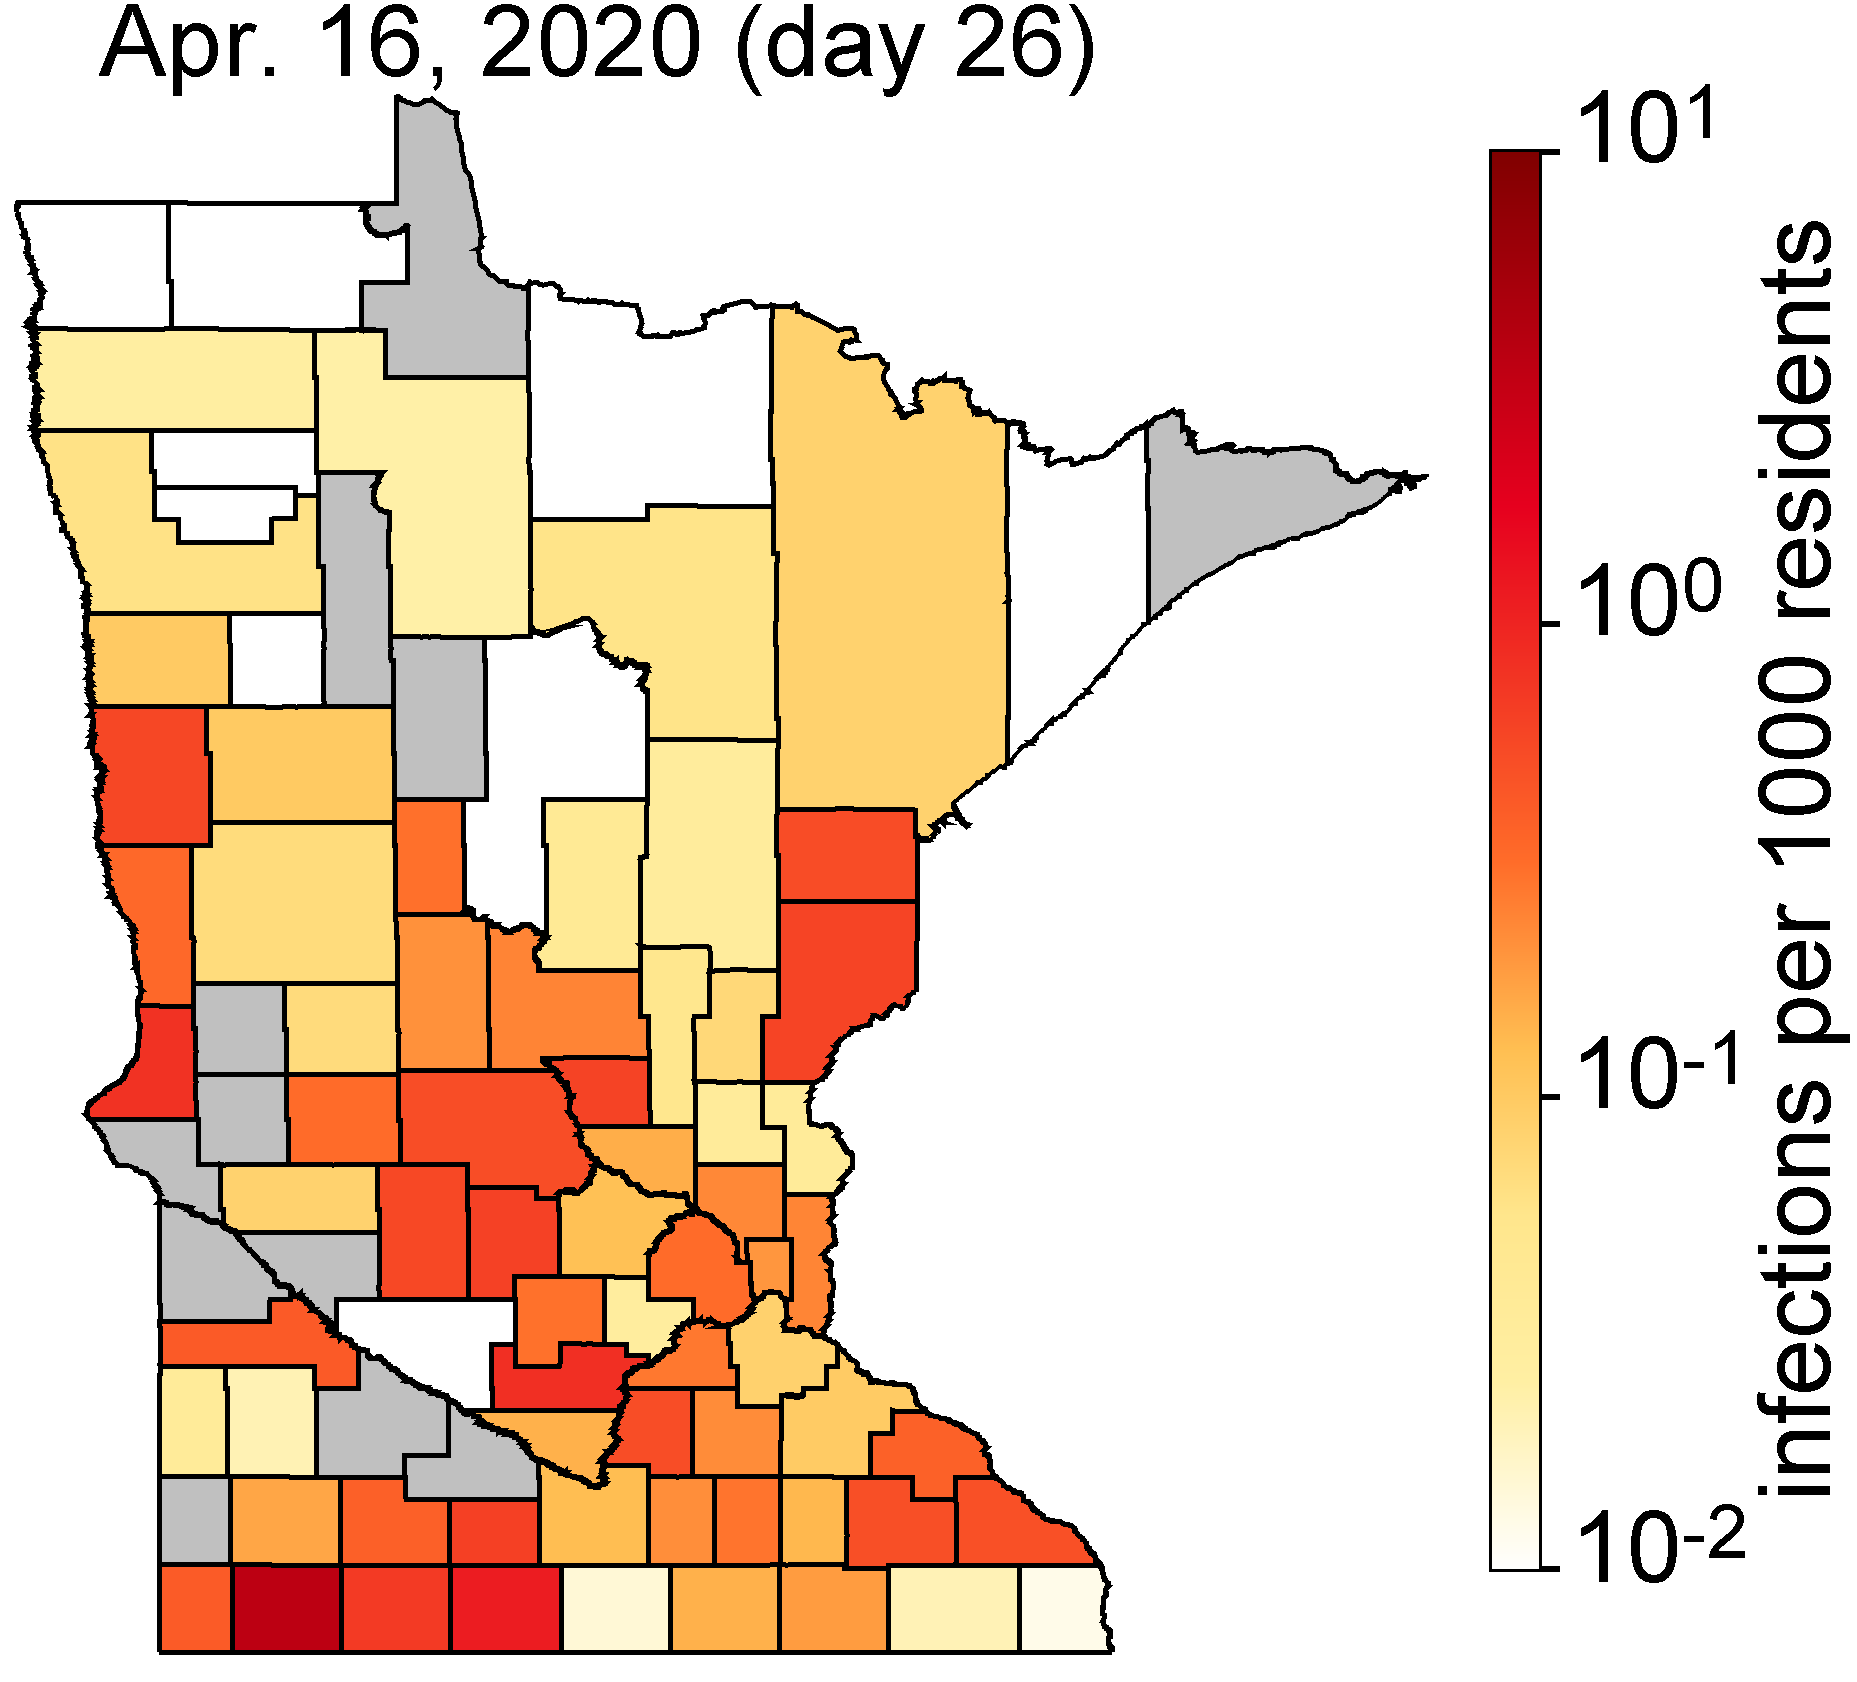 Apr. 16, 2020 (day 26)
10¹
10⁰
10⁻¹
10⁻²
infections per 1000 residents